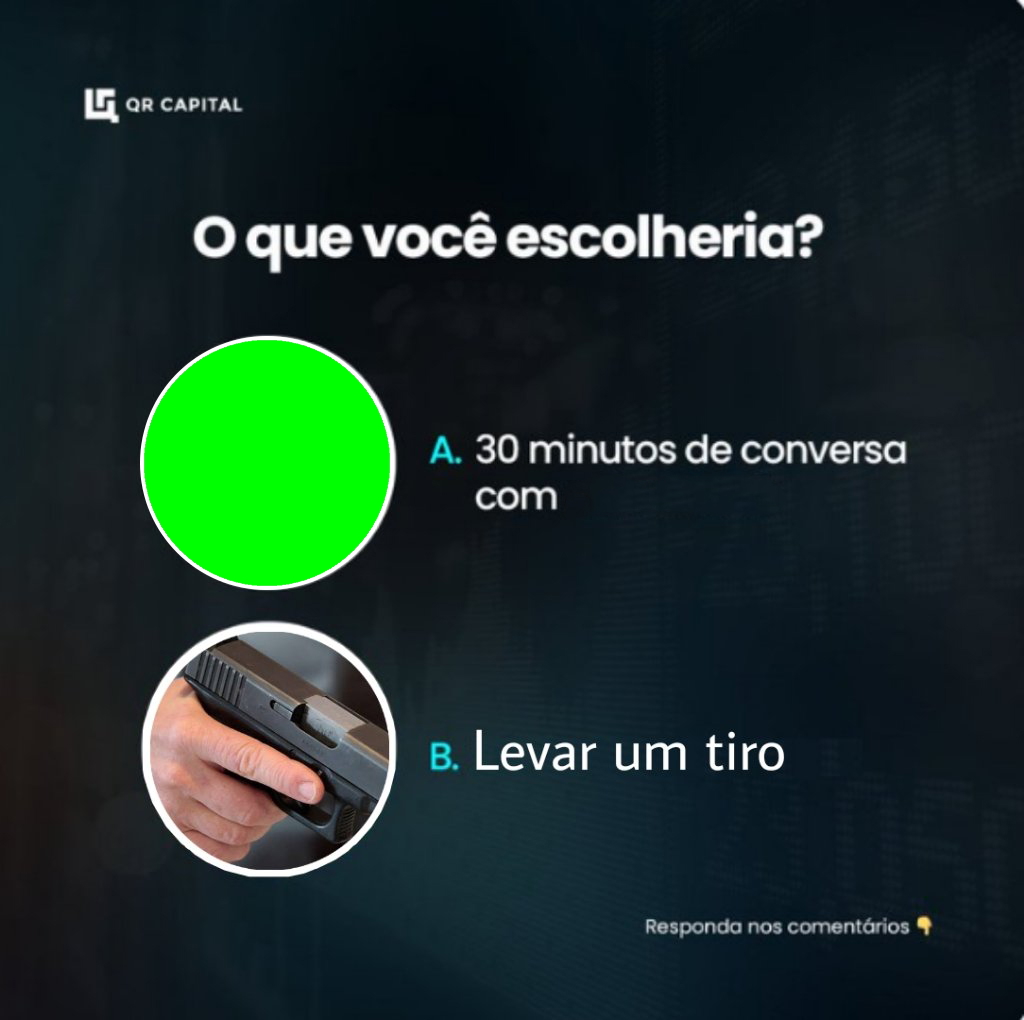 QR CAPITAL
O que você escolheria?
A. 30 minutos de conversa
com
B. Levar um tiro
Responda nos comentários 👇